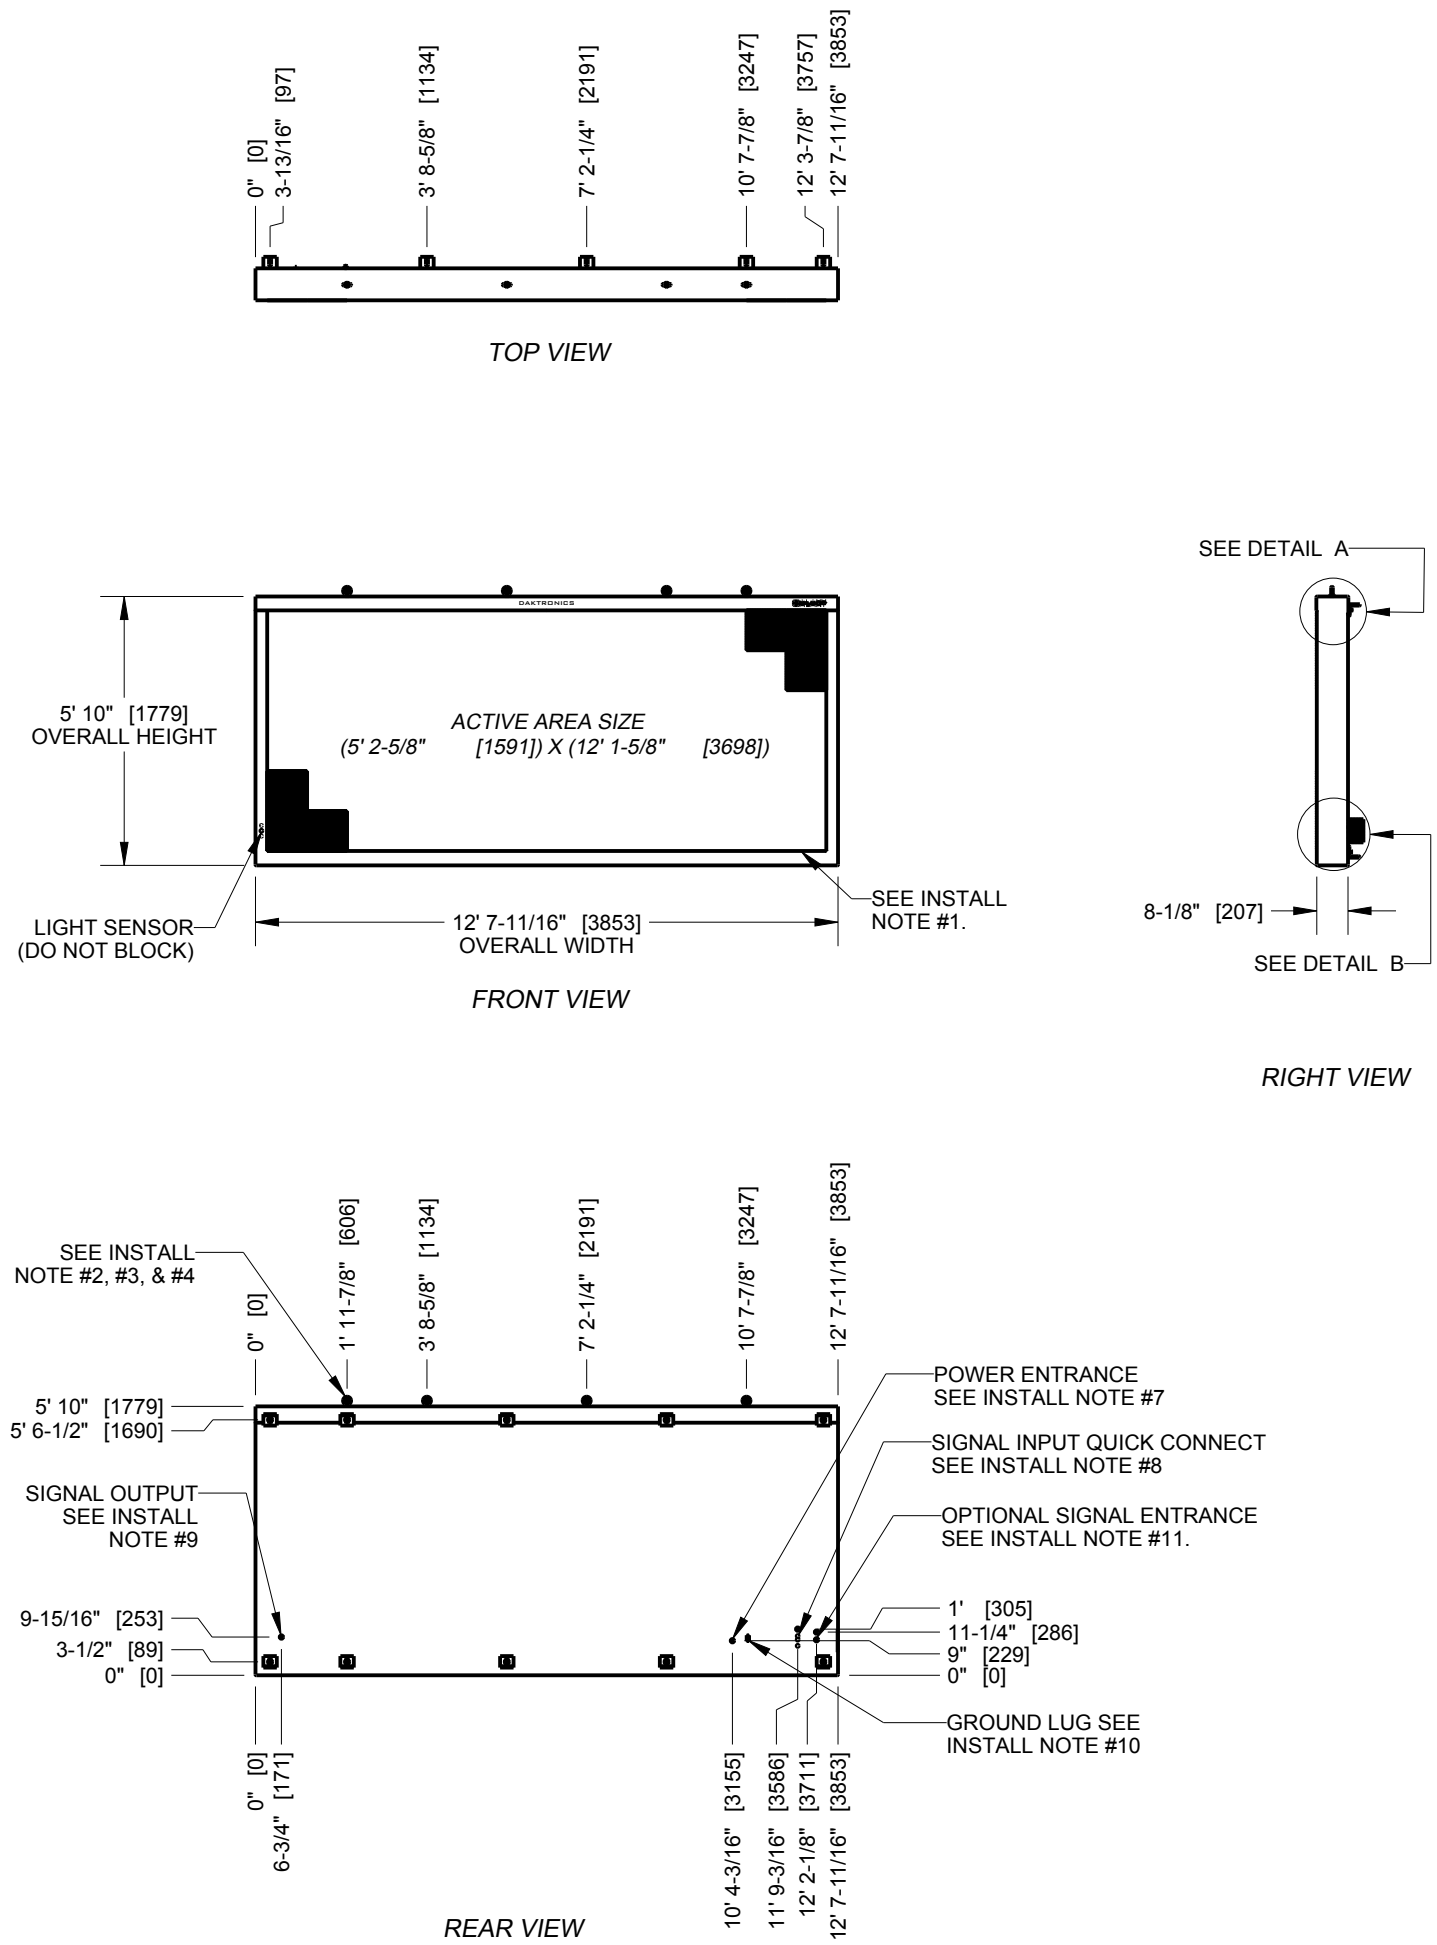 0" [0]
3-13/16" [97]
3' 8-5/8" [1134]
7' 2-1/4" [2191]
10' 7-7/8" [3247]
12' 3-7/8" [3757]
12' 7-11/16" [3853]
TOP VIEW
SEE DETAIL A
DAKTRONICS
5' 10" [1779]
OVERALL HEIGHT
ACTIVE AREA SIZE
(5' 2-5/8" [1591]) X (12' 1-5/8" [3698])
LIGHT SENSOR
(DO NOT BLOCK)
12' 7-11/16" [3853]
OVERALL WIDTH
SEE INSTALL
NOTE #1.
8-1/8" [207]
SEE DETAIL B
FRONT VIEW
RIGHT VIEW
SEE INSTALL
NOTE #2, #3, & #4
0" [0]
1' 11-7/8" [606]
3' 8-5/8" [1134]
7' 2-1/4" [2191]
10' 7-7/8" [3247]
12' 7-11/16" [3853]
5' 10" [1779]
5' 6-1/2" [1690]
POWER ENTRANCE
SEE INSTALL NOTE #7
SIGNAL INPUT QUICK CONNECT
SEE INSTALL NOTE #8
SIGNAL OUTPUT
SEE INSTALL
NOTE #9
OPTIONAL SIGNAL ENTRANCE
SEE INSTALL NOTE #11.
9-15/16" [253]
3-1/2" [89]
0" [0]
1' [305]
11-1/4" [286]
9" [229]
0" [0]
GROUND LUG SEE
INSTALL NOTE #10
0" [0]
6-3/4" [171]
10' 4-3/16" [3155]
11' 9-3/16" [3586]
12' 2-1/8" [3711]
12' 7-11/16" [3853]
REAR VIEW